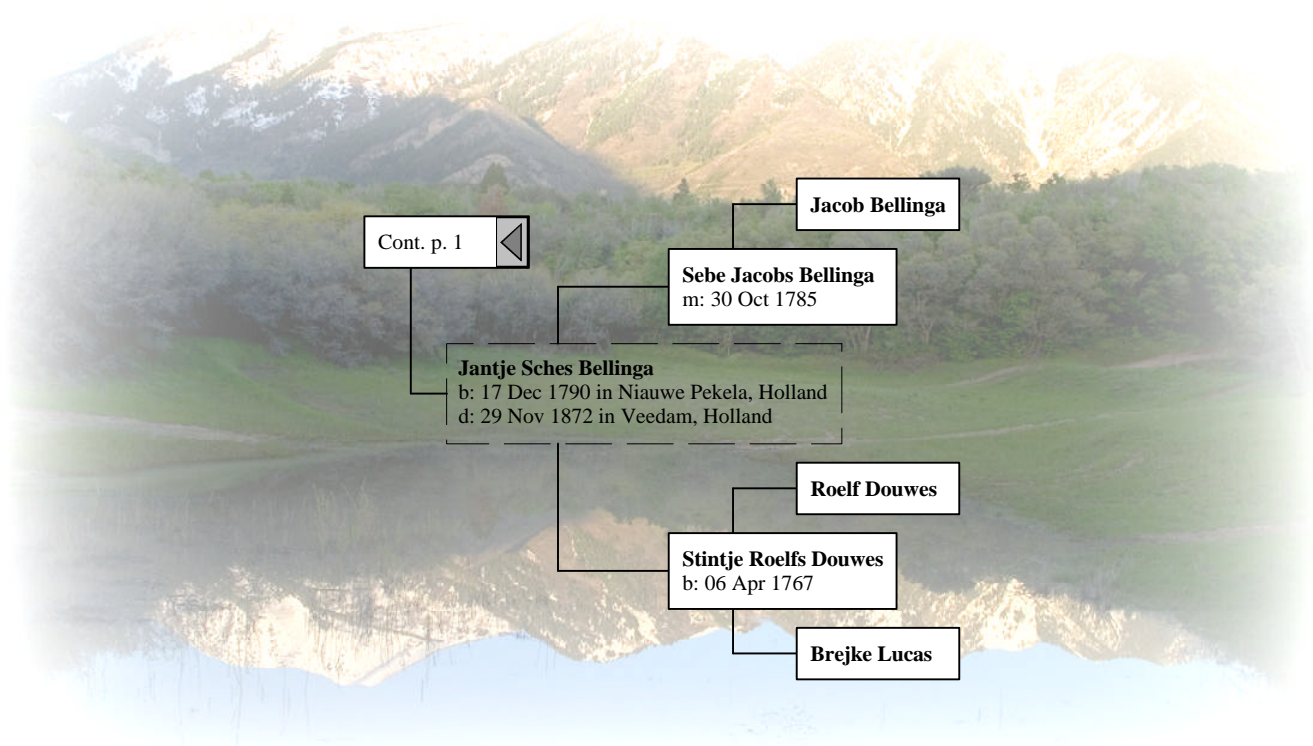 Jacob Bellinga
Cont. p. 1
Sebe Jacobs Bellinga
m: 30 Oct 1785
Jantje Sches Bellinga
b: 17 Dec 1790 in Niauwe Pekela, Holland
d: 29 Nov 1872 in Veedam, Holland
Roelf Douwes
Stintje Roelfs Douwes
b: 06 Apr 1767
Brejke Lucas